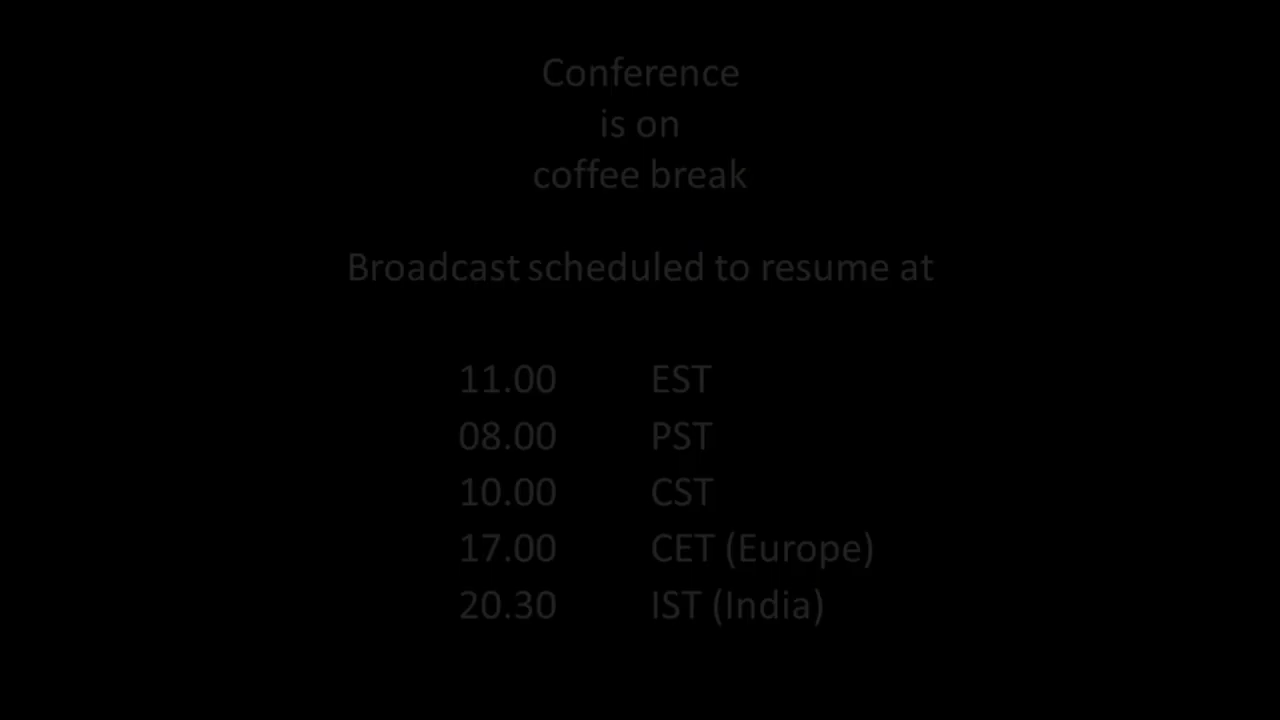 Conference
is on
coffee break
Broadcast scheduled to resume at
11.00 EST
08.00 PST
10.00 CST
17.00 CET (Europe)
20.30 IST (India)